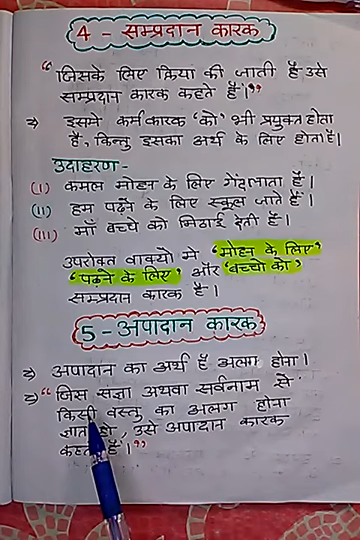 4 - सम्प्रदान कारक
" जिसके लिए क्रिया की जाती है उसे
सम्प्रदान कारक कहते हैं।"
⇒ इसमे कर्म कारक 'को' भी प्रयुक्त होता
है, किन्तु इसका अर्थ के लिए होता है।
उदाहरण -
(I) कमल मोहन के लिए गेंद लाता है।
(II) हम पढ़ने के लिए स्कूल जाते हैं।
(III) माँ बच्चे को मिठाई देती है।
उपरोक्त वाक्यो मे 'मोहन के लिए'
'पढ़ने के लिए' और 'बच्चो को'
सम्प्रदान कारक है।
5 - अपादान कारक
⇒ अपादान का अर्थ है अलग होना।
⇒ " जिस संज्ञा अथवा सर्वनाम से
किसी वस्तु का अलग होना
ज्ञात हो, उसे अपादान कारक
कहते है।"